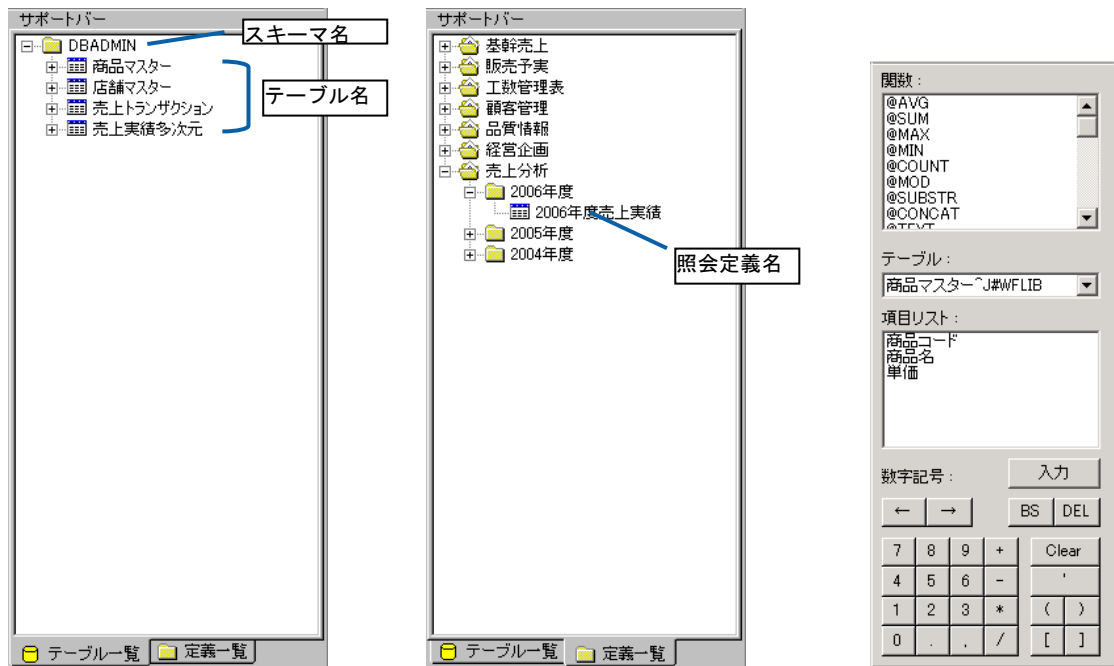 サポートバー
DBADMIN
商品マスター
店舗マスター
売上トランザクション
売上実績多次元
スキーマ名
テーブル名
テーブル一覧
定義一覧
サポートバー
基幹売上
販売予実
工数管理表
顧客管理
品質情報
経営企画
売上分析
2006年度
2006年度売上実績
2005年度
2004年度
照会定義名
テーブル一覧
定義一覧
関数:
@AVG
@SUM
@MAX
@MIN
@COUNT
@MOD
@SUBSTR
@CONCAT
@TEXT
テーブル:
商品マスター^J#WFLIB
項目リスト:
商品コード
商品名
単価
数字記号:
入力
← → BS DEL
7 8 9 + Clear
4 5 6 - '
1 2 3 * ( )
0 . , / [ ]